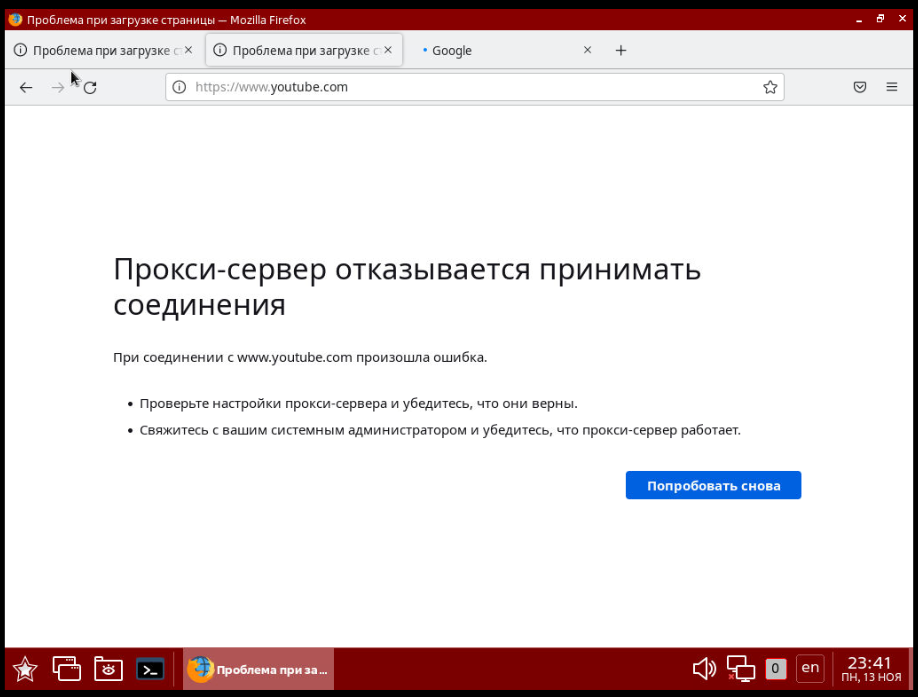 Проблема при загрузке страницы — Mozilla Firefox
Проблема при загрузке Проблема при загрузке Google
https://www.youtube.com
Прокси-сервер отказывается принимать
соединения
При соединении с www.youtube.com произошла ошибка.
• Проверьте настройки прокси-сервера и убедитесь, что они верны.
• Свяжитесь с вашим системным администратором и убедитесь, что прокси-сервер работает.
Попробовать снова
Проблема при за... 0 en 23:41
ПН, 13 НОЯ